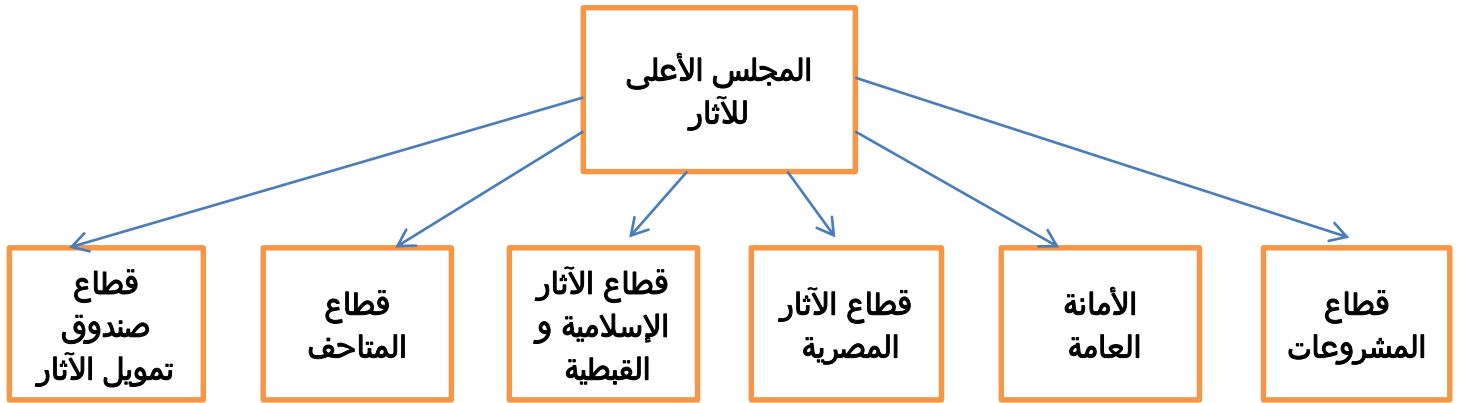 المجلس الأعلى
للآثار
قطاع
المشروعات
الأمانة
العامة
قطاع الآثار
المصرية
قطاع الآثار
الإسلامية و
القبطية
قطاع
المتاحف
قطاع
صندوق
تمويل الآثار